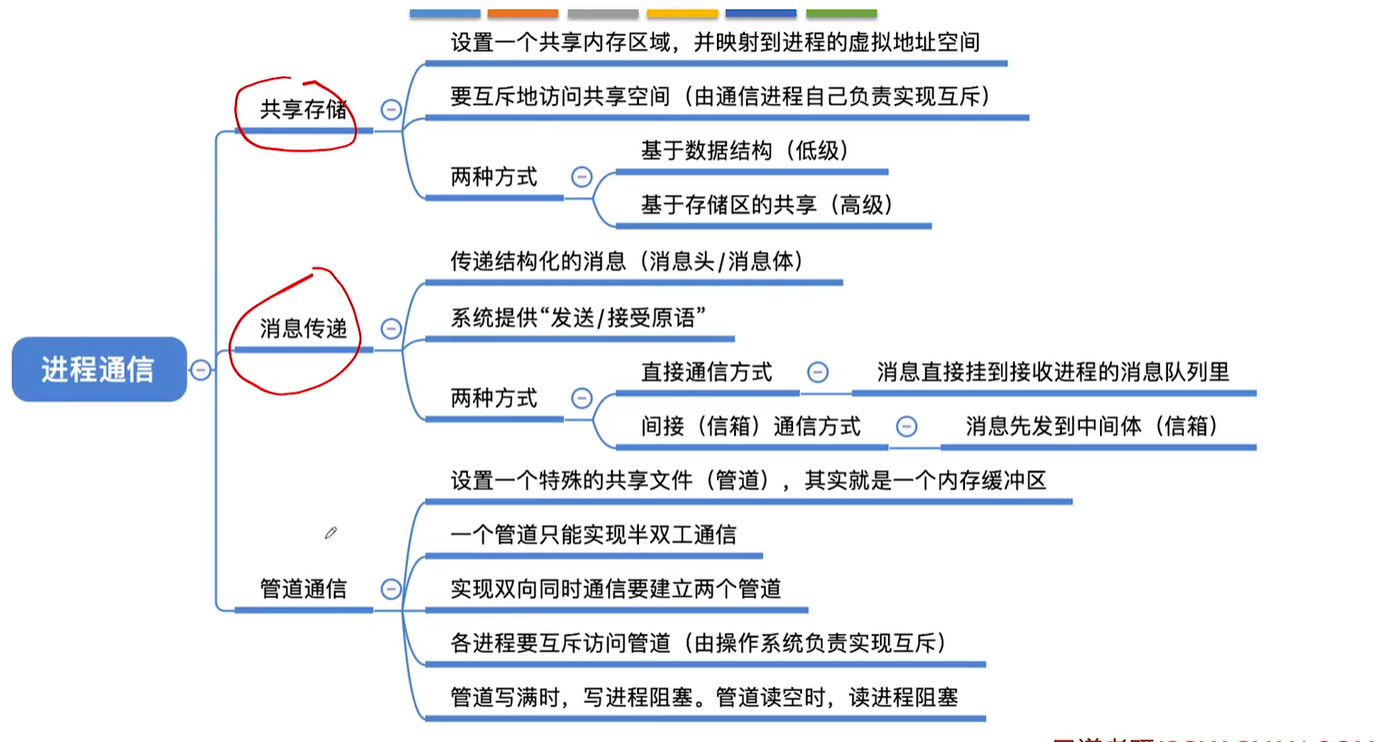 设置一个共享内存区域，并映射到进程的虚拟地址空间
共享存储
要互斥地访问共享空间（由通信进程自己负责实现互斥）
两种方式
基于数据结构（低级）
基于存储区的共享（高级）
进程通信
消息传递
传递结构化的消息（消息头/消息体）
系统提供“发送/接受原语”
两种方式
直接通信方式
消息直接挂到接收进程的消息队列里
间接（信箱）通信方式
消息先发到中间体（信箱）
管道通信
设置一个特殊的共享文件（管道），其实就是一个内存缓冲区
一个管道只能实现半双工通信
实现双向同时通信要建立两个管道
各进程要互斥访问管道（由操作系统负责实现互斥）
管道写满时，写进程阻塞。管道读空时，读进程阻塞